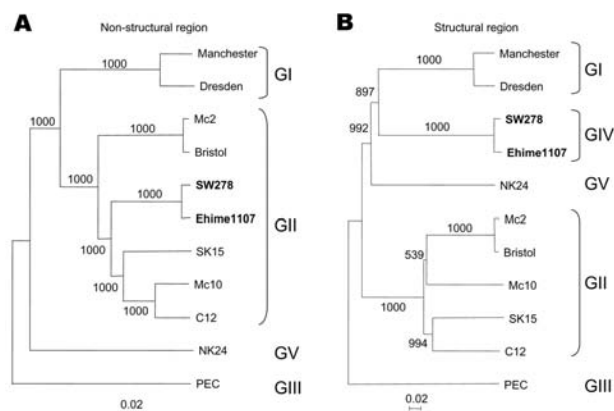 A Non-structural region
1000
Manchester
Dresden
GI
1000
1000
1000
Mc2
Bristol
1000
SW278
Ehime1107
GII
1000
1000
SK15
1000
Mc10
1000
C12
NK24
GV
PEC
GIII
0.02
B Structural region
1000
Manchester
Dresden
GI
897
1000
SW278
Ehime1107
GIV
992
NK24
GV
1000
Mc2
Bristol
539
Mc10
GII
1000
SK15
994
C12
PEC
GIII
0.02